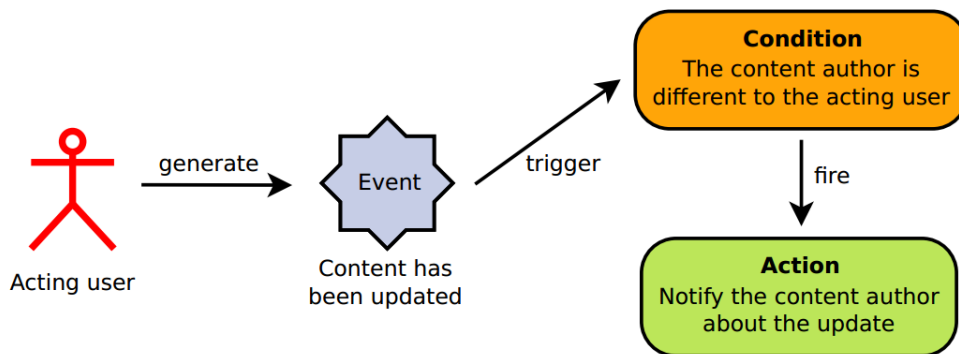 Condition
The content author is
different to the acting user
generate
Event
trigger
fire
Acting user
Content has
been updated
Action
Notify the content author
about the update